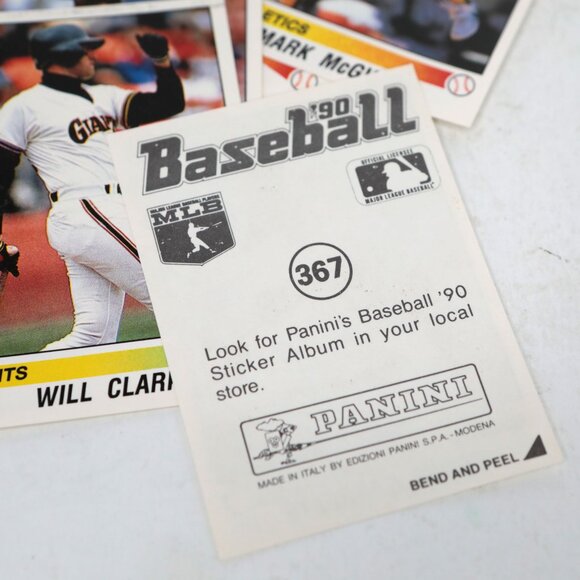 ETICS
MARK McG
GIANTS
ITS
WILL CLARK
'90
Baseball
OFFICIAL LICENSEE
MAJOR LEAGUE BASEBALL
MAJOR LEAGUE BASEBALL PLAYERS
MLB
367
Look for Panini's Baseball '90
Sticker Album in your local
store.
PANINI
MADE IN ITALY BY EDIZIONI PANINI S.P.A.-MODENA
BEND AND PEEL